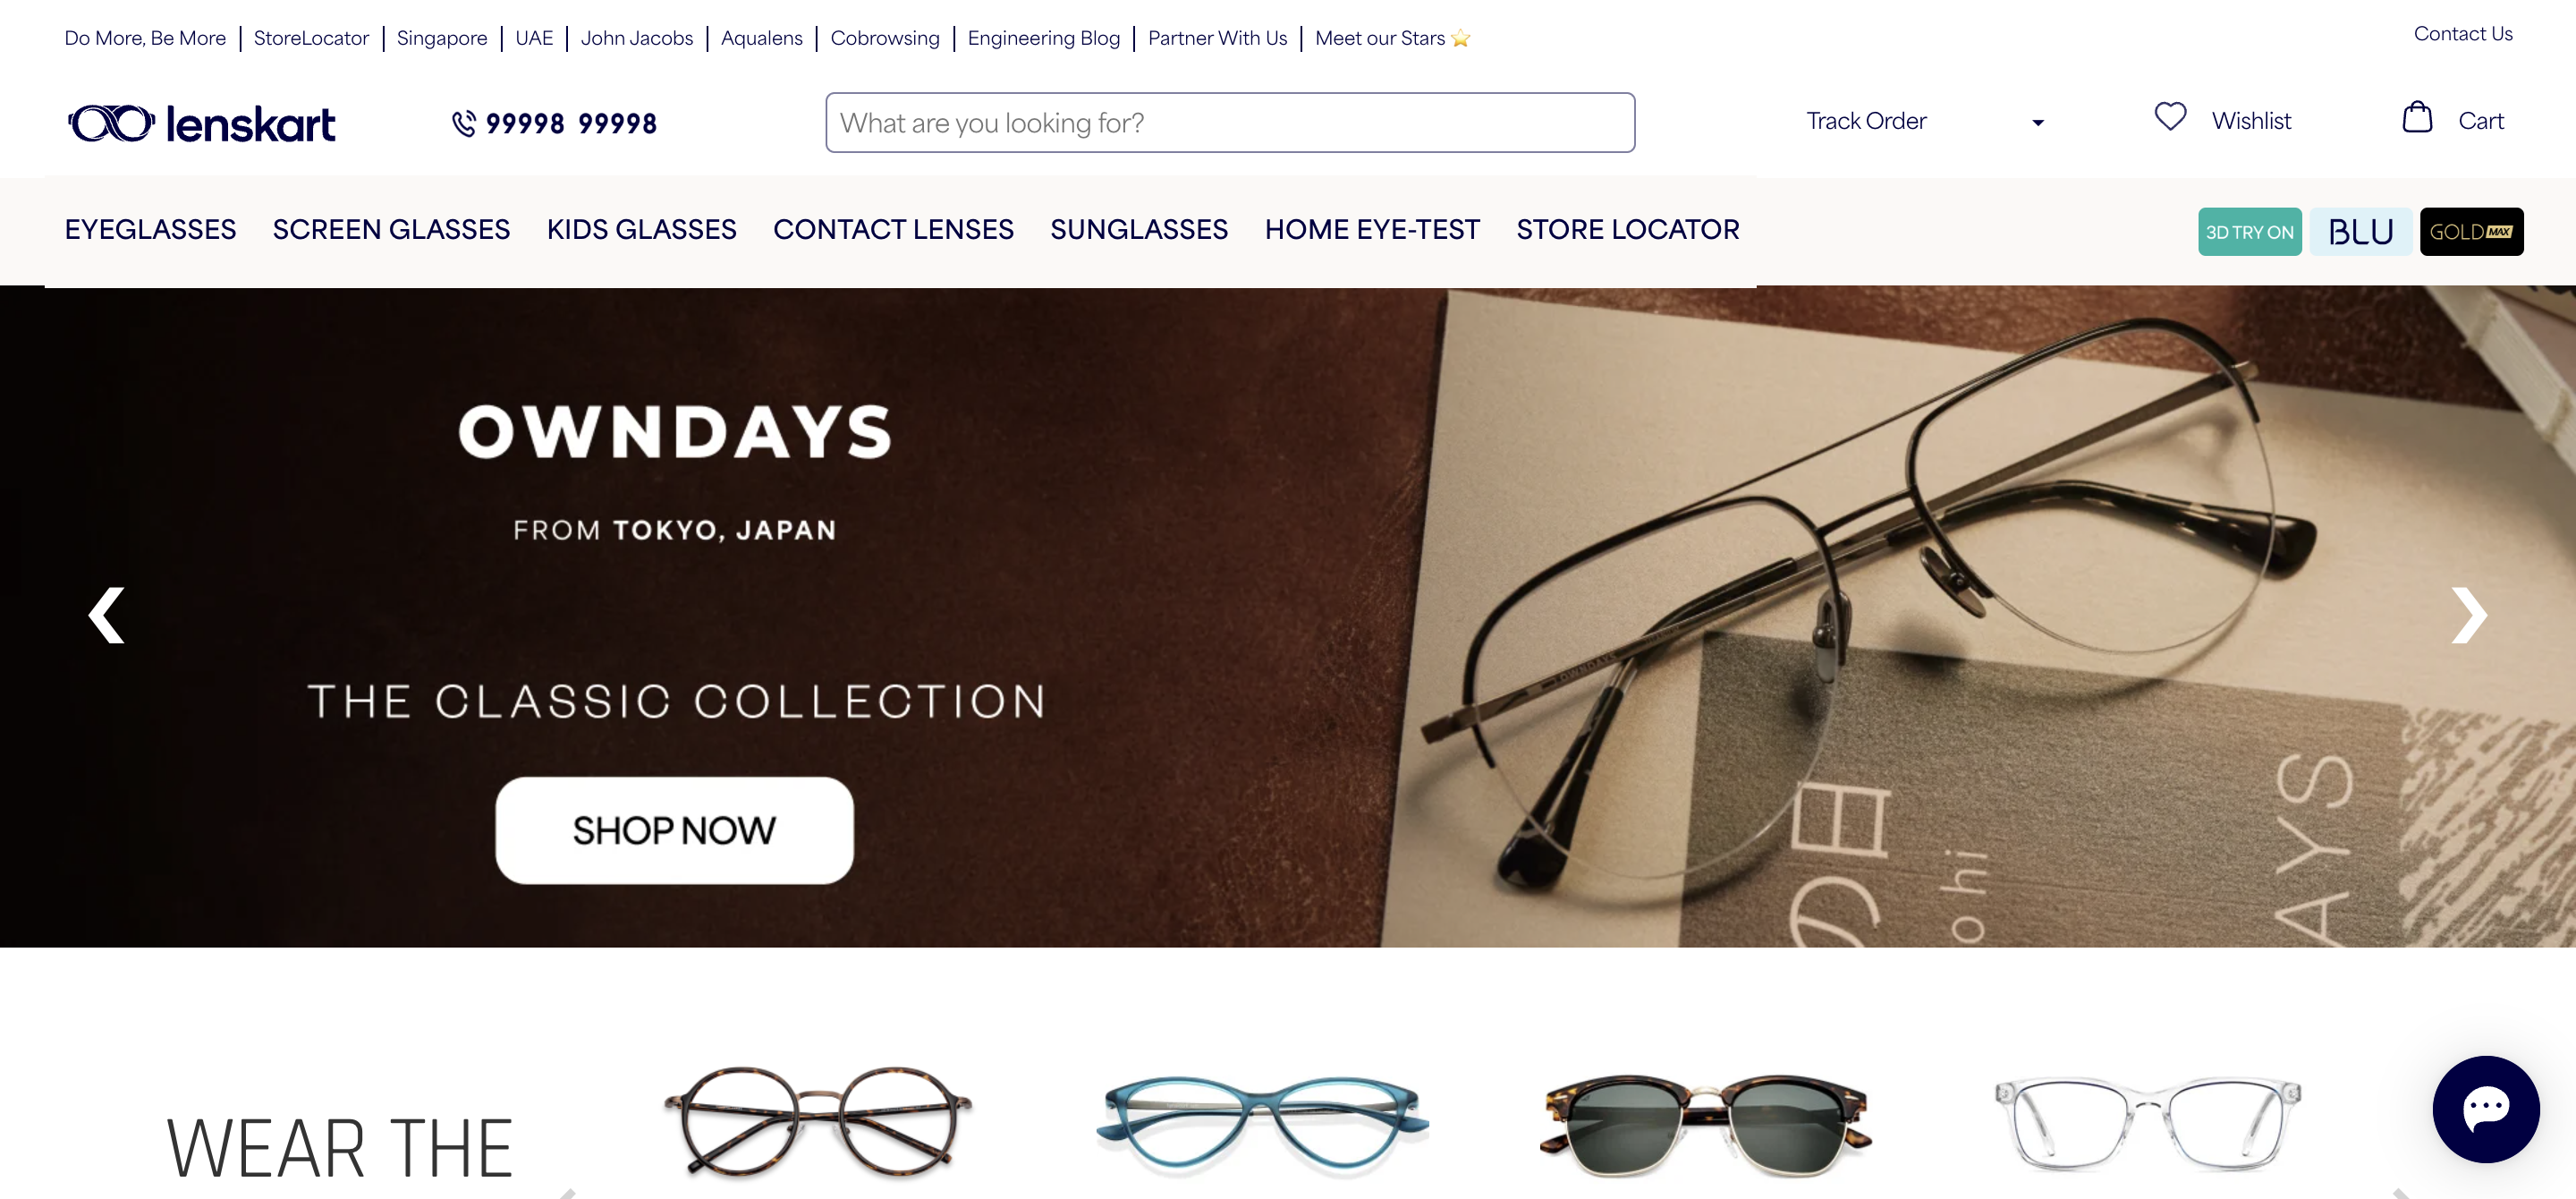 Do More, Be More | StoreLocator | Singapore | UAE | John Jacobs | Aqualens | Cobrowsing | Engineering Blog | Partner With Us | Meet our Stars ⭐
Contact Us
lenskart
99998 99998
What are you looking for?
Track Order
Wishlist
Cart
EYEGLASSES SCREEN GLASSES KIDS GLASSES CONTACT LENSES SUNGLASSES HOME EYE-TEST STORE LOCATOR
3D TRY ON
BLU
GOLD MAX
OWNDAYS
FROM TOKYO, JAPAN
THE CLASSIC COLLECTION
SHOP NOW
OWNDAYS
o hi
AYS
WEAR THE